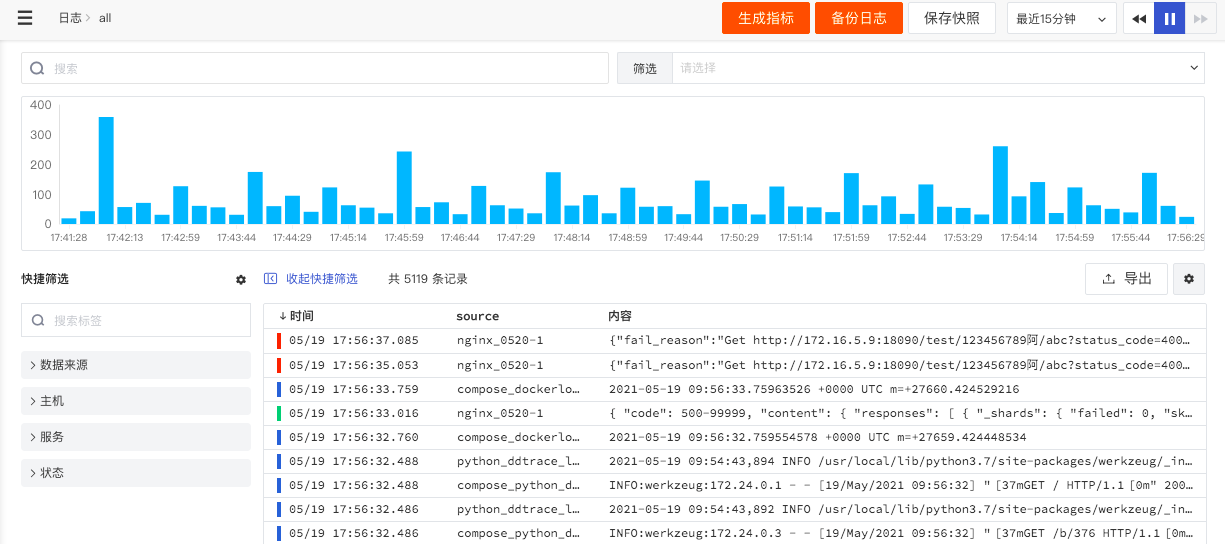 日志 all 生成指标 备份日志 保存快照 最近15分钟
搜索 筛选 请选择
400
300
200
100
0
17:41:28 17:42:13 17:42:59 17:43:44 17:44:29 17:45:14 17:45:59 17:46:44 17:47:29 17:48:14 17:48:59 17:49:44 17:50:29 17:51:14 17:51:59 17:52:44 17:53:29 17:54:14 17:54:59 17:55:44 17:56:29
快捷筛选 收起快捷筛选 共 5119 条记录 导出
搜索标签
数据来源
主机
服务
状态
时间 source 内容
05/19 17:56:37.085 nginx_0520-1 {"fail_reason":"Get http://172.16.5.9:18090/test/123456789阿/abc?status_code=400…
05/19 17:56:35.053 nginx_0520-1 {"fail_reason":"Get http://172.16.5.9:18090/test/123456789阿/abc?status_code=400…
05/19 17:56:33.759 compose_dockerlo… 2021-05-19 09:56:33.75963526 +0000 UTC m=+27660.424529216
05/19 17:56:33.016 nginx_0520-1 { "code": 500-99999, "content": { "responses": [ { "_shards": { "failed": 0, "sk…
05/19 17:56:32.760 compose_dockerlo… 2021-05-19 09:56:32.759554578 +0000 UTC m=+27659.424448534
05/19 17:56:32.488 python_ddtrace_l… 2021-05-19 09:54:43,894 INFO /usr/local/lib/python3.7/site-packages/werkzeug/_in…
05/19 17:56:32.488 compose_python_d… INFO:werkzeug:172.24.0.1 - - [19/May/2021 09:56:32] "[37mGET / HTTP/1.1[0m" 200…
05/19 17:56:32.486 python_ddtrace_l… 2021-05-19 09:54:43,892 INFO /usr/local/lib/python3.7/site-packages/werkzeug/_in…
05/19 17:56:32.486 compose_python_d… INFO:werkzeug:172.24.0.3 - - [19/May/2021 09:56:32] "[37mGET /b/376 HTTP/1.1[0m…